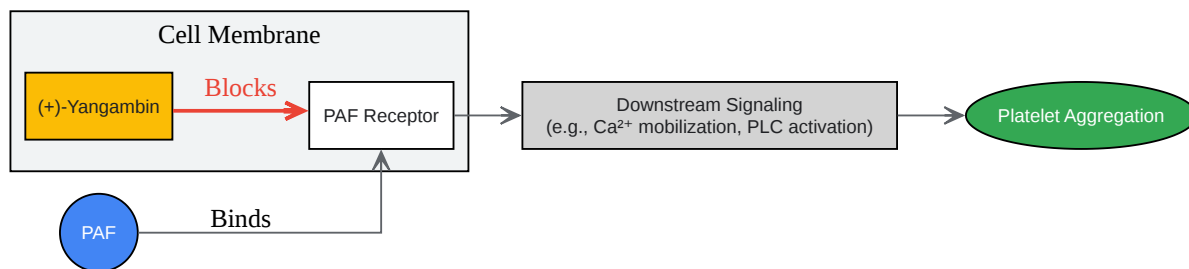 Cell Membrane
(+)-Yangambin
Blocks
PAF Receptor
Downstream Signaling
(e.g., Ca²⁺ mobilization, PLC activation)
Platelet Aggregation
PAF
Binds